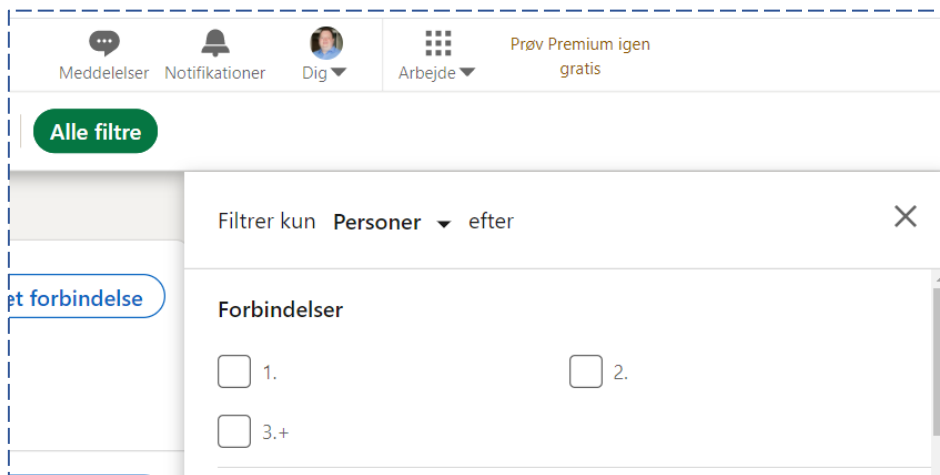 Meddelelser Notifikationer Dig Arbejde Prøv Premium igen
gratis
Alle filtre
Filtrer kun Personer efter
et forbindelse
Forbindelser
1. 2.
3.+